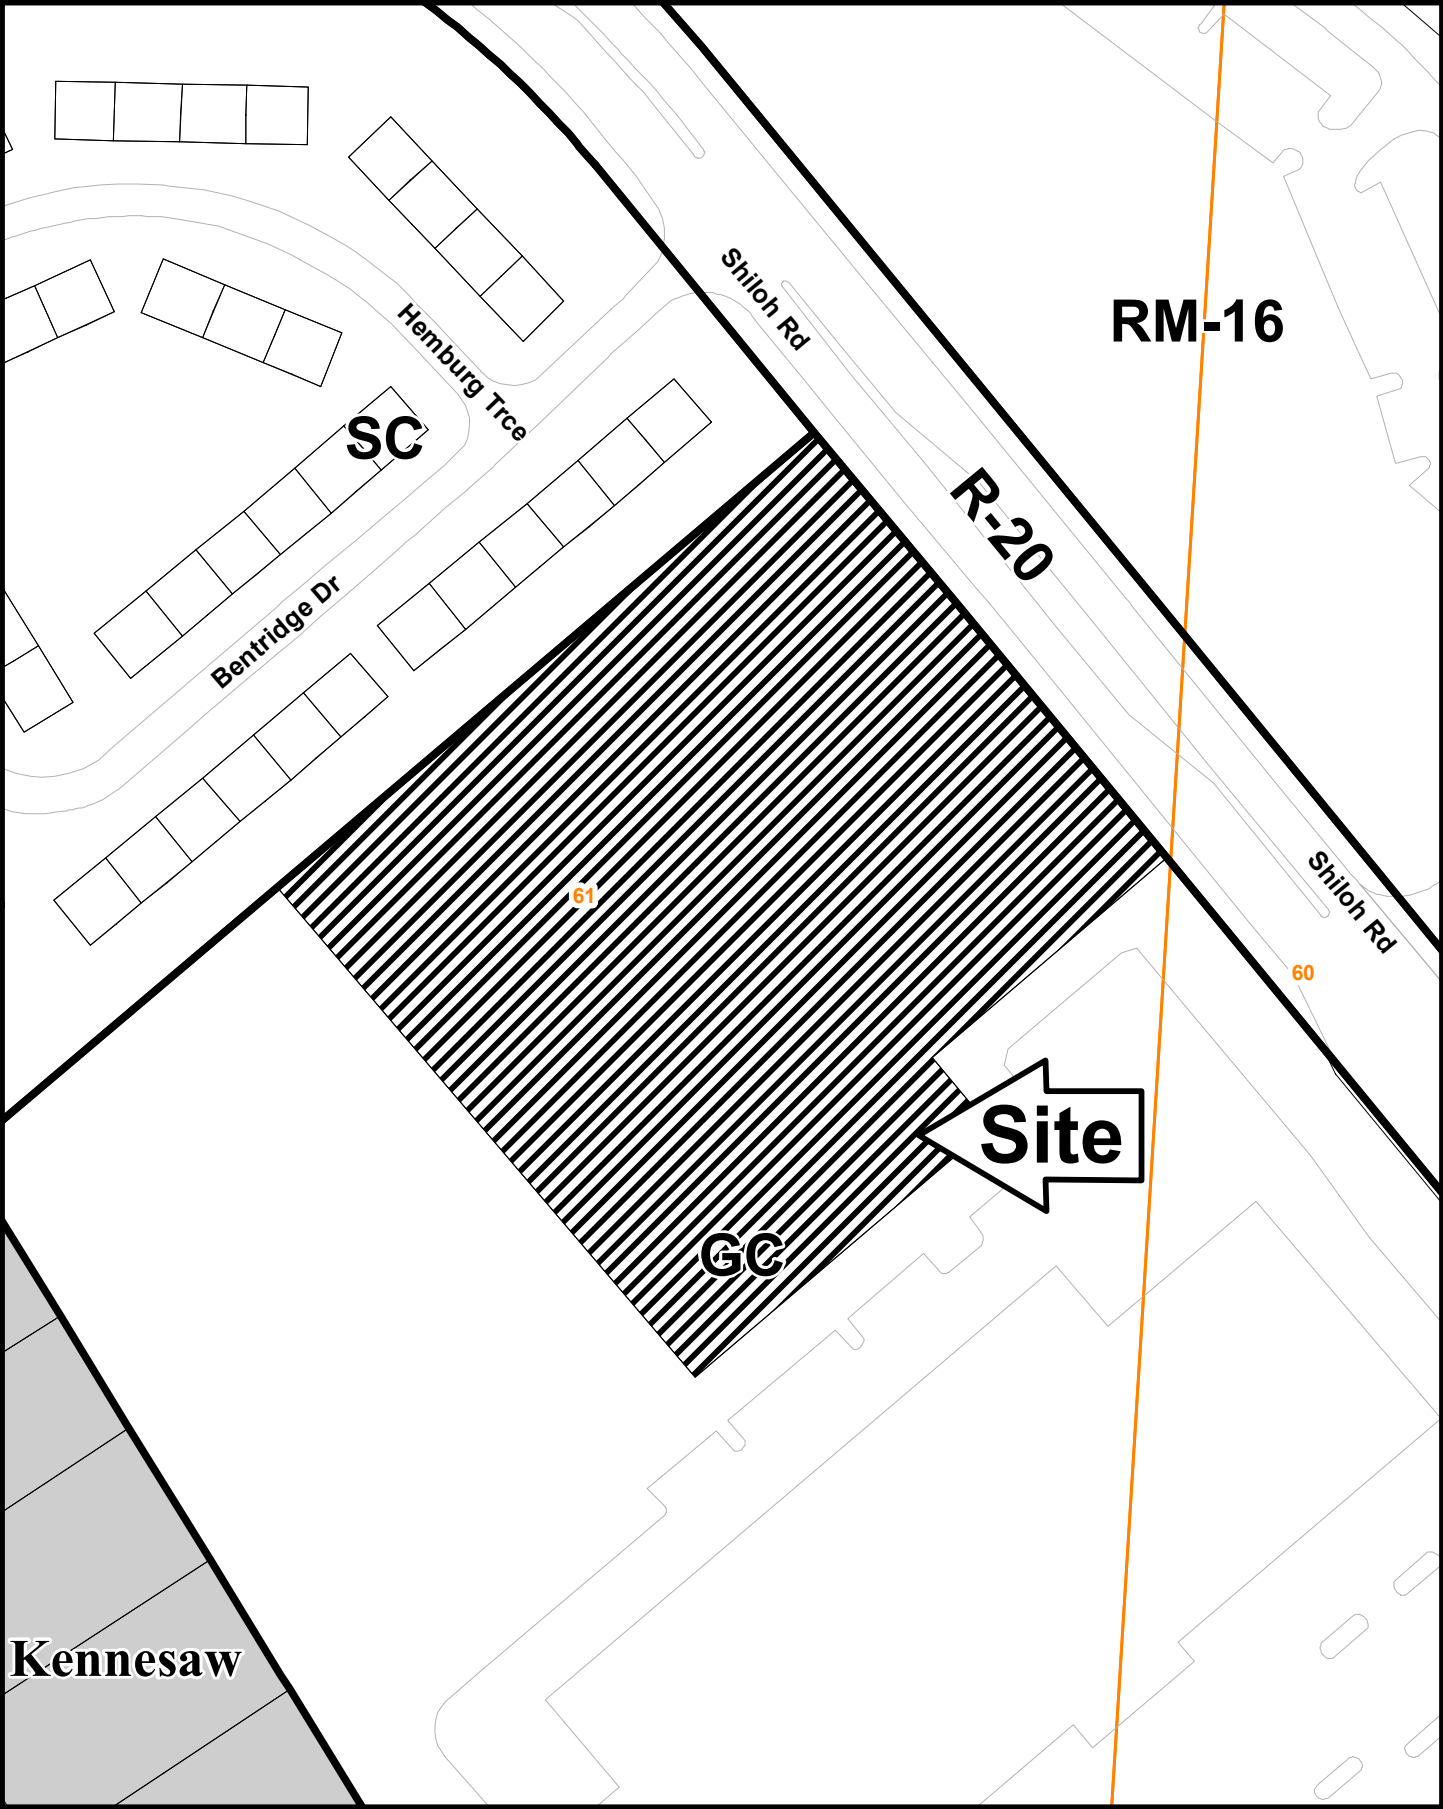 Shiloh Rd
RM-16
Hemburg Trce
SC
R-20
Bentridge Dr
61
Shiloh Rd
60
Site
GC
Kennesaw